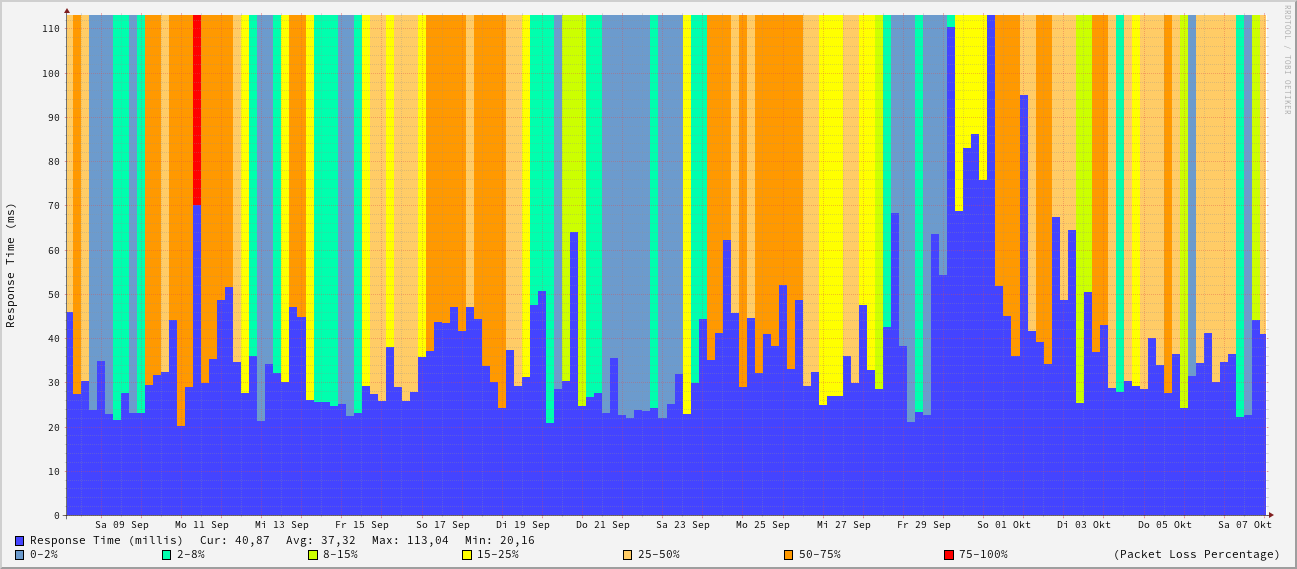 RRDTOOL / TOBI OETIKER
Response Time (ms)
110
100
90
80
70
60
50
40
30
20
10
0
Sa 09 Sep Mo 11 Sep Mi 13 Sep Fr 15 Sep So 17 Sep Di 19 Sep Do 21 Sep Sa 23 Sep Mo 25 Sep Mi 27 Sep Fr 29 Sep So 01 Okt Di 03 Okt Do 05 Okt Sa 07 Okt
Response Time (millis) Cur: 40,87 Avg: 37,32 Max: 113,04 Min: 20,16
0-2% 2-8% 8-15% 15-25% 25-50% 50-75% 75-100% (Packet Loss Percentage)